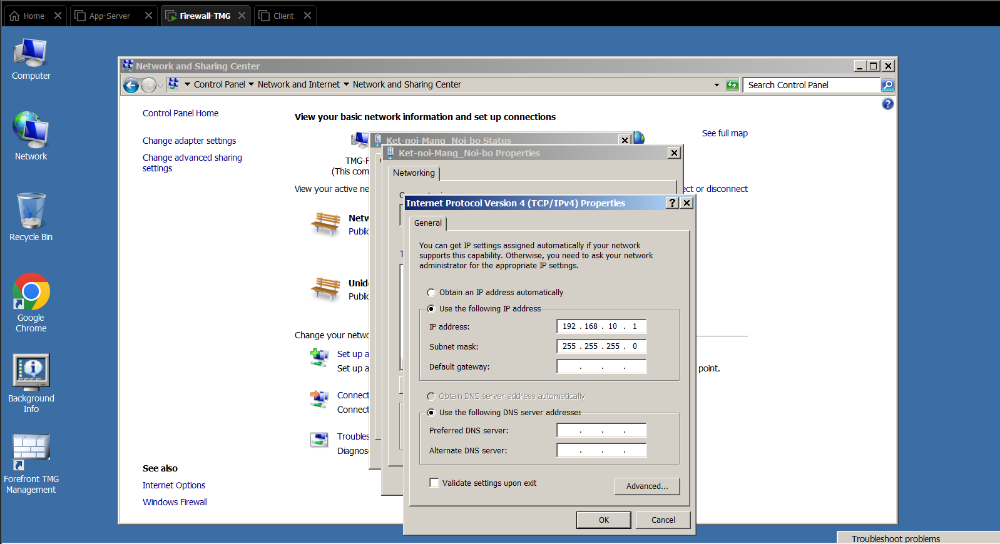 Home
App-Server
Firewall-TMG
Client
Computer
Network
Recycle Bin
Google
Chrome
Background
Info
Forefront TMG
Management
Network and Sharing Center
Control Panel
Network and Internet
Network and Sharing Center
Search Control Panel
Control Panel Home
Change adapter settings
Change advanced sharing
settings
See also
Internet Options
Windows Firewall
View your basic network information and set up connections
See full map
TMG-F
(This com
View your active ne
ect or disconnect
Netw
Public
Unid
Public
Change your netwo
Set up a
Set up a
point.
Connect
Connect
Troubles
Diagnose
Ket-noi-Mang_Noi-bo Status
Ket-noi-Mang_Noi-bo Properties
Networking
Internet Protocol Version 4 (TCP/IPv4) Properties
General
You can get IP settings assigned automatically if your network
supports this capability. Otherwise, you need to ask your network
administrator for the appropriate IP settings.
Obtain an IP address automatically
Use the following IP address
IP address:
192 . 168 . 10 . 1
Subnet mask:
255 . 255 . 255 . 0
Default gateway:
. . .
Obtain DNS server address automatically
Use the following DNS server addresses
Preferred DNS server:
. . .
Alternate DNS server:
. . .
Validate settings upon exit
Advanced...
OK
Cancel
Troubleshoot problems